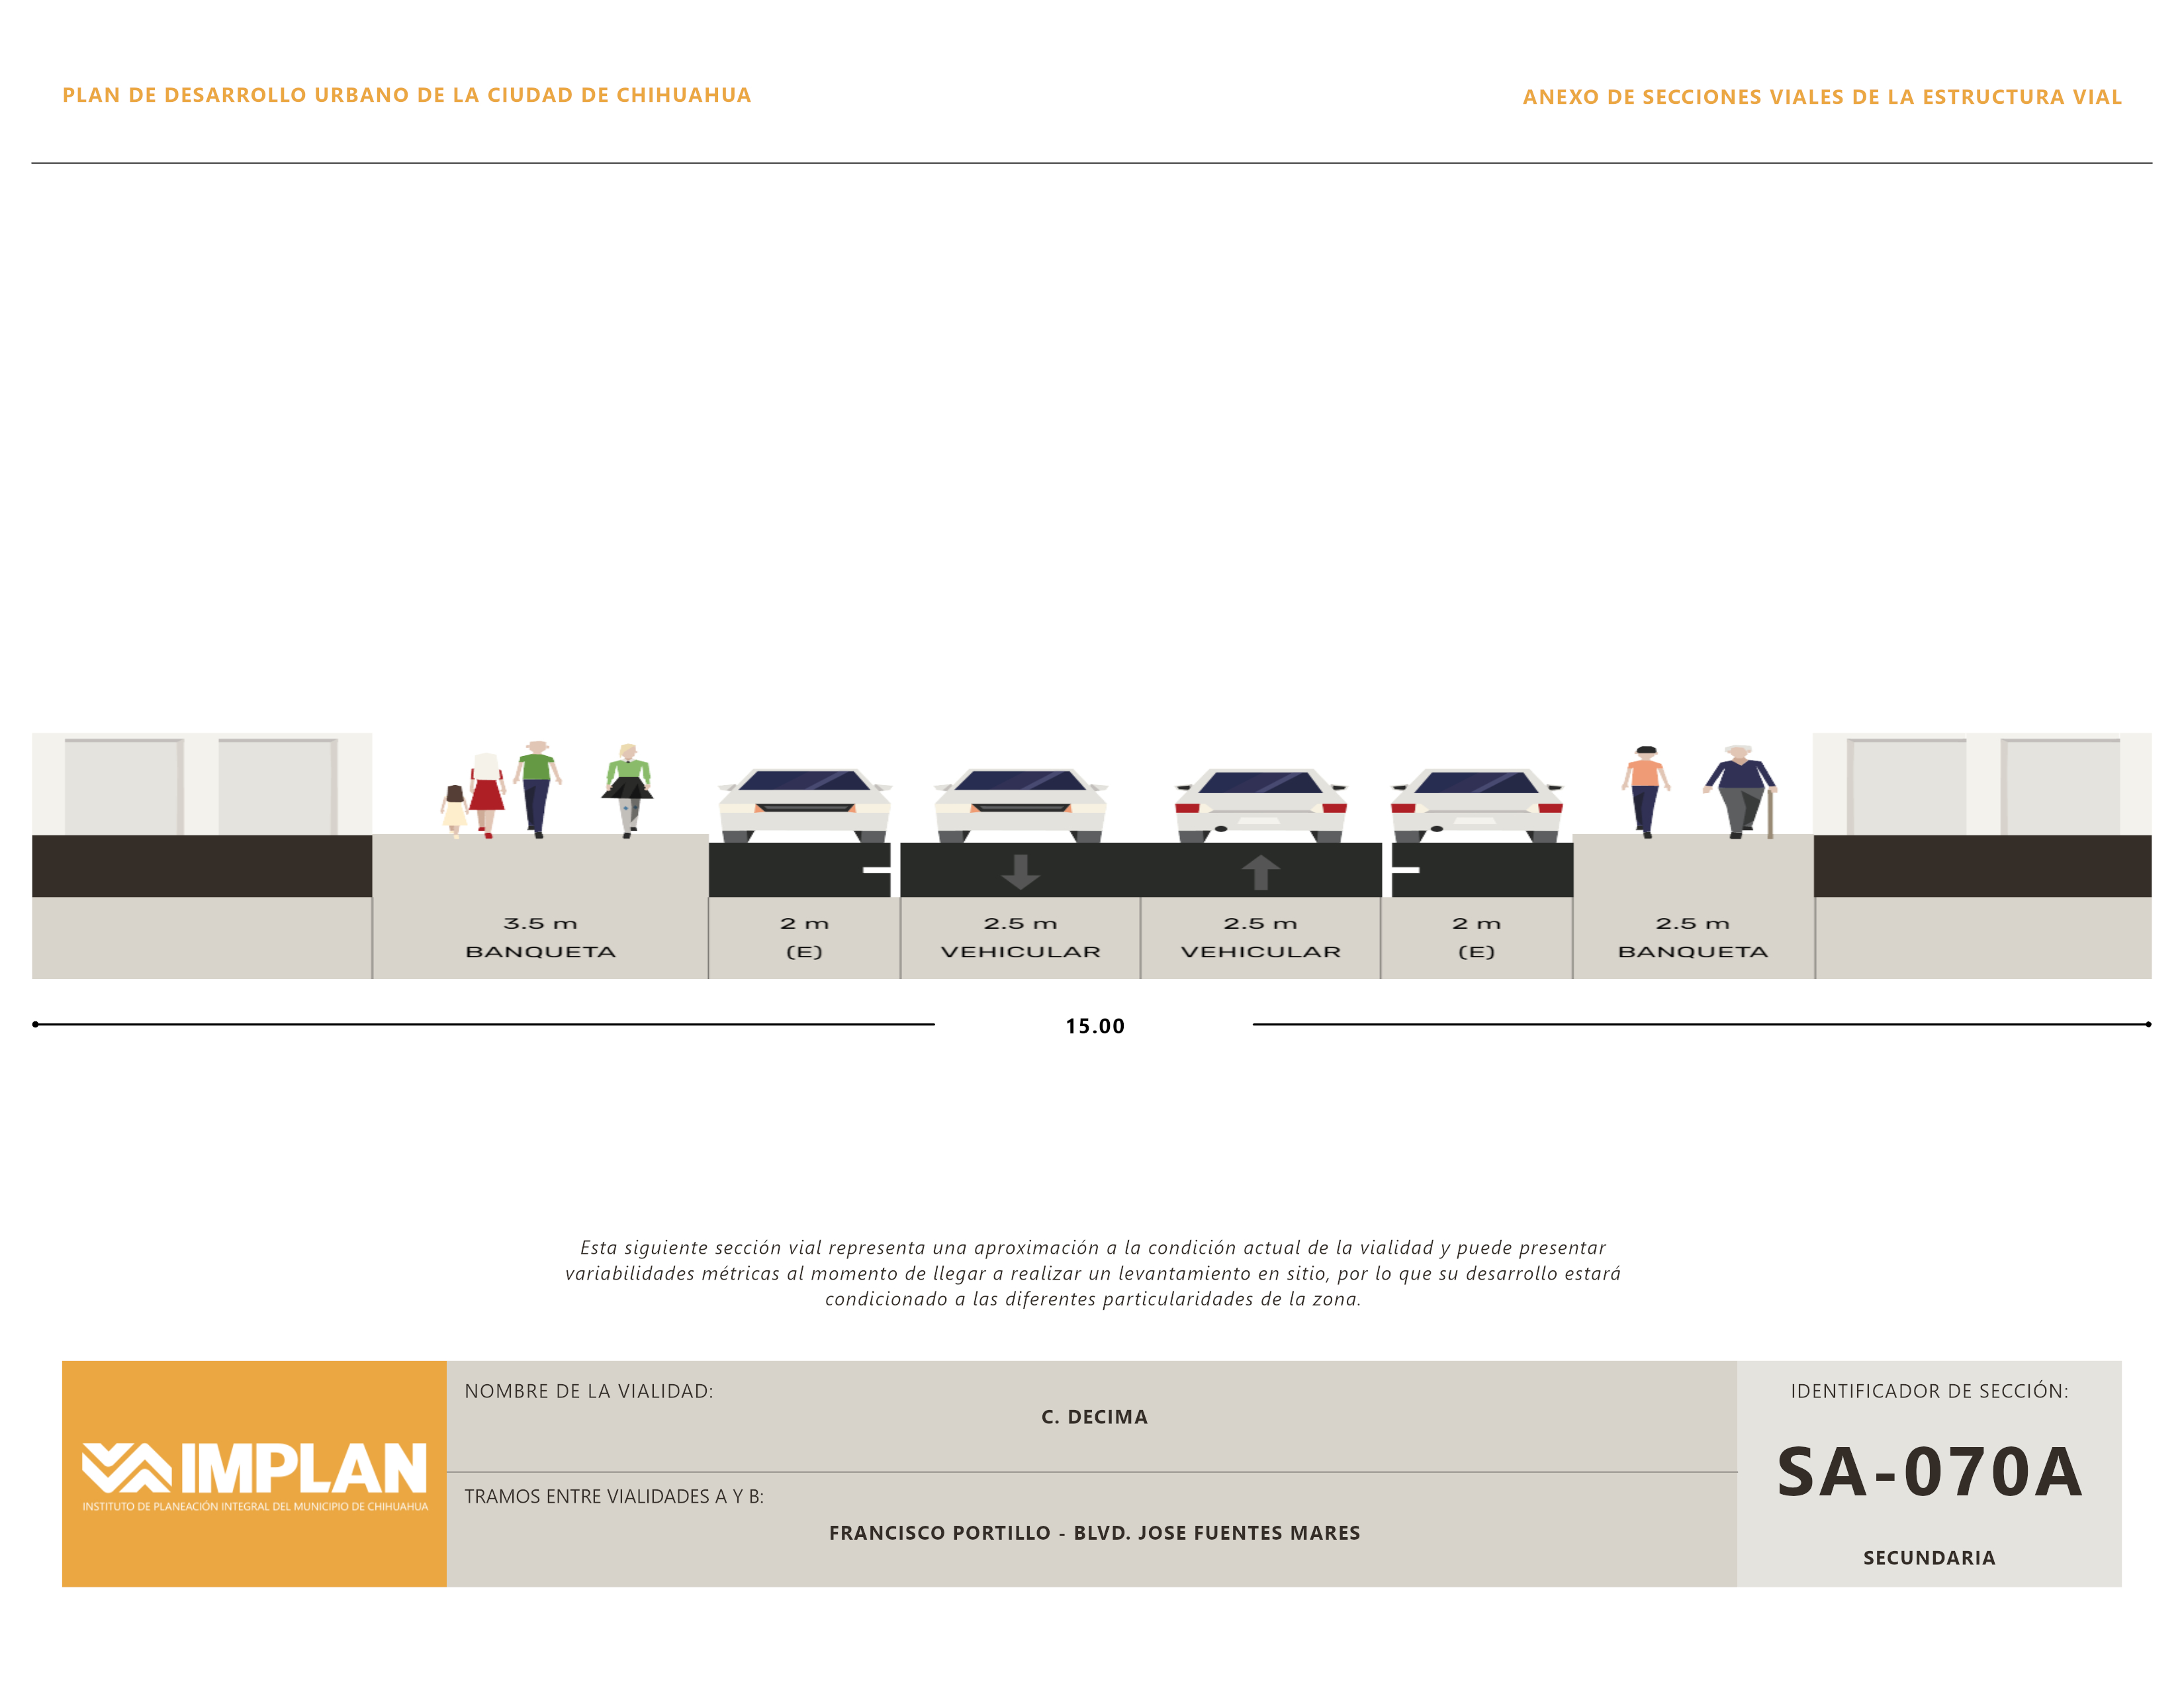 PLAN DE DESARROLLO URBANO DE LA CIUDAD DE CHIHUAHUA
ANEXO DE SECCIONES VIALES DE LA ESTRUCTURA VIAL
3.5 m
BANQUETA
2 m
(E)
2.5 m
VEHICULAR
2.5 m
VEHICULAR
2 m
(E)
2.5 m
BANQUETA
15.00
Esta siguiente sección vial representa una aproximación a la condición actual de la vialidad y puede presentar
variabilidades métricas al momento de llegar a realizar un levantamiento en sitio, por lo que su desarrollo estará
condicionado a las diferentes particularidades de la zona.
IMPLAN
INSTITUTO DE PLANEACIÓN INTEGRAL DEL MUNICIPIO DE CHIHUAHUA
NOMBRE DE LA VIALIDAD:
C. DECIMA
TRAMOS ENTRE VIALIDADES A Y B:
FRANCISCO PORTILLO - BLVD. JOSE FUENTES MARES
IDENTIFICADOR DE SECCIÓN:
SA-070A
SECUNDARIA